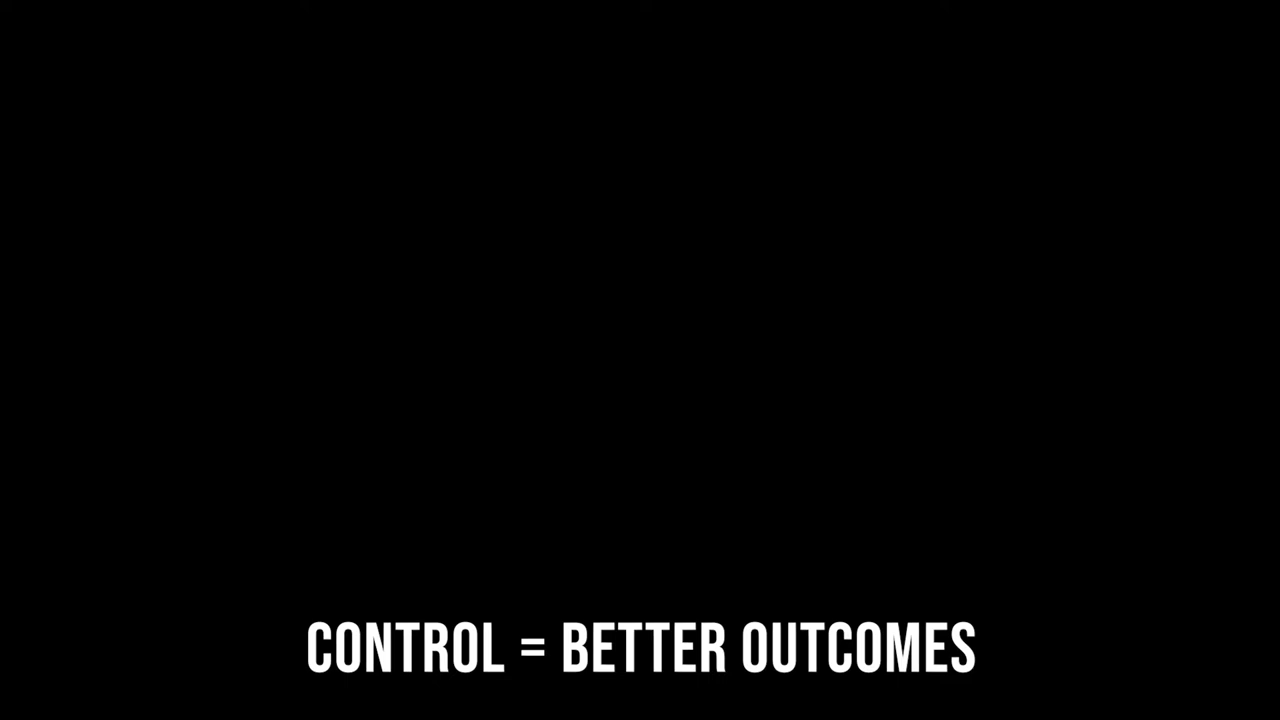 CONTROL = BETTER OUTCOMES